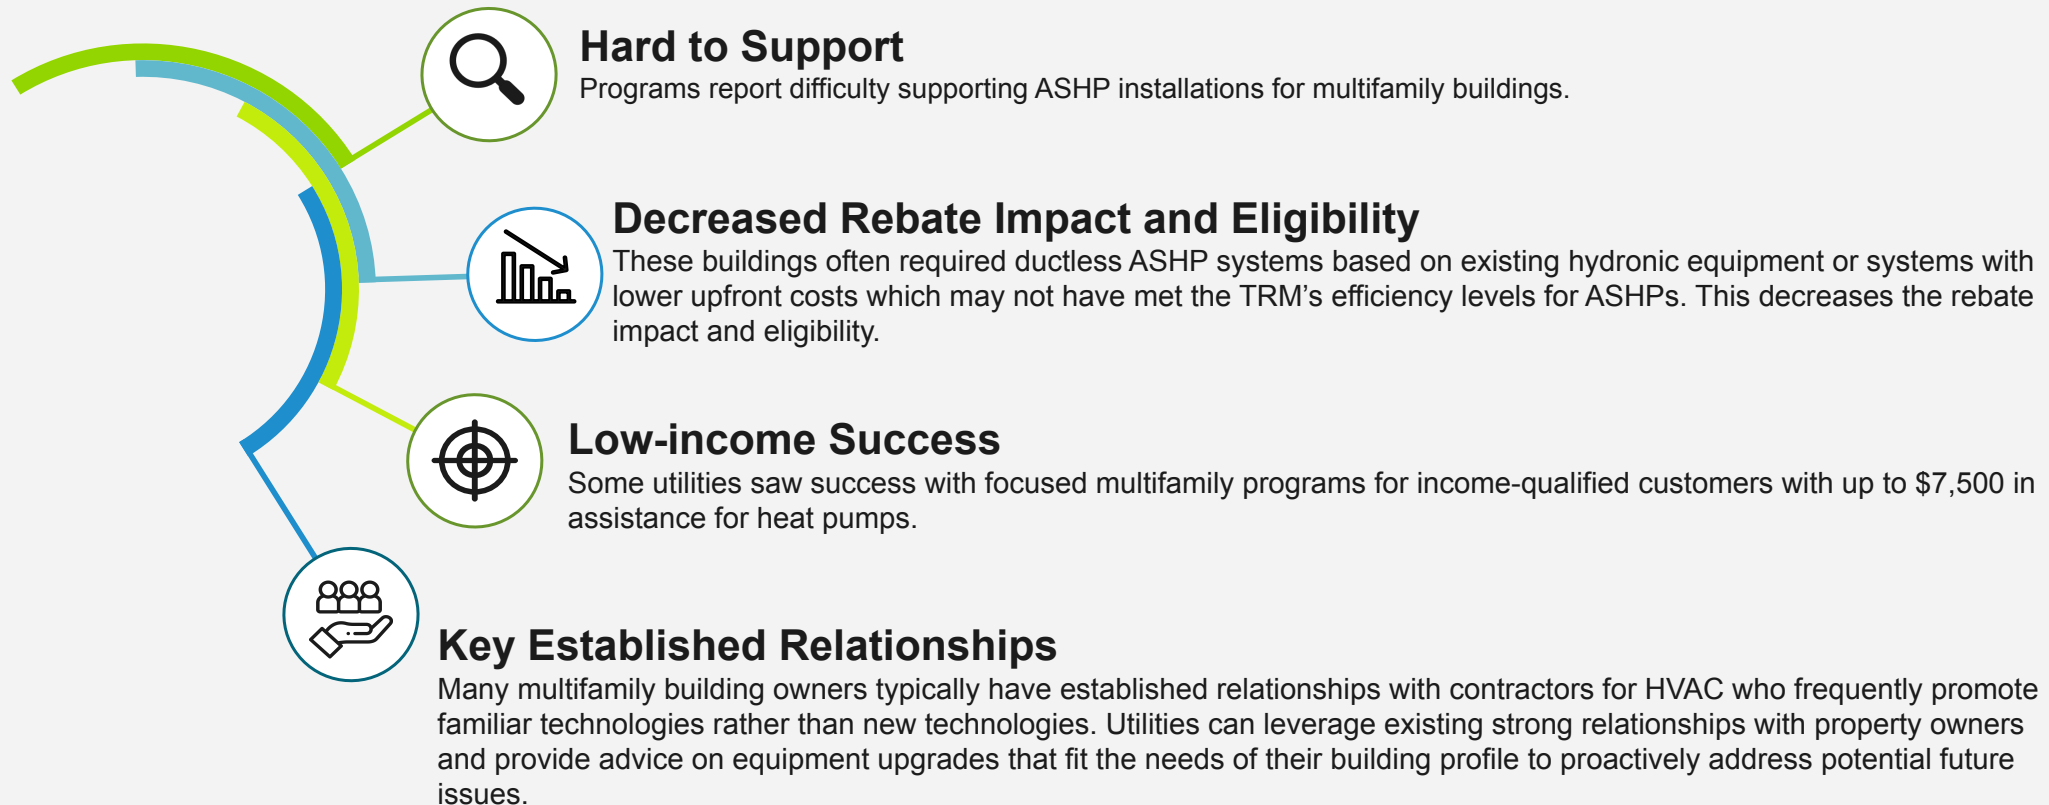 Hard to Support
Programs report difficulty supporting ASHP installations for multifamily buildings.
Decreased Rebate Impact and Eligibility
These buildings often required ductless ASHP systems based on existing hydronic equipment or systems with
lower upfront costs which may not have met the TRM's efficiency levels for ASHPs. This decreases the rebate
impact and eligibility.
Low-income Success
Some utilities saw success with focused multifamily programs for income-qualified customers with up to $7,500 in
assistance for heat pumps.
Key Established Relationships
Many multifamily building owners typically have established relationships with contractors for HVAC who frequently promote
familiar technologies rather than new technologies. Utilities can leverage existing strong relationships with property owners
and provide advice on equipment upgrades that fit the needs of their building profile to proactively address potential future
issues.